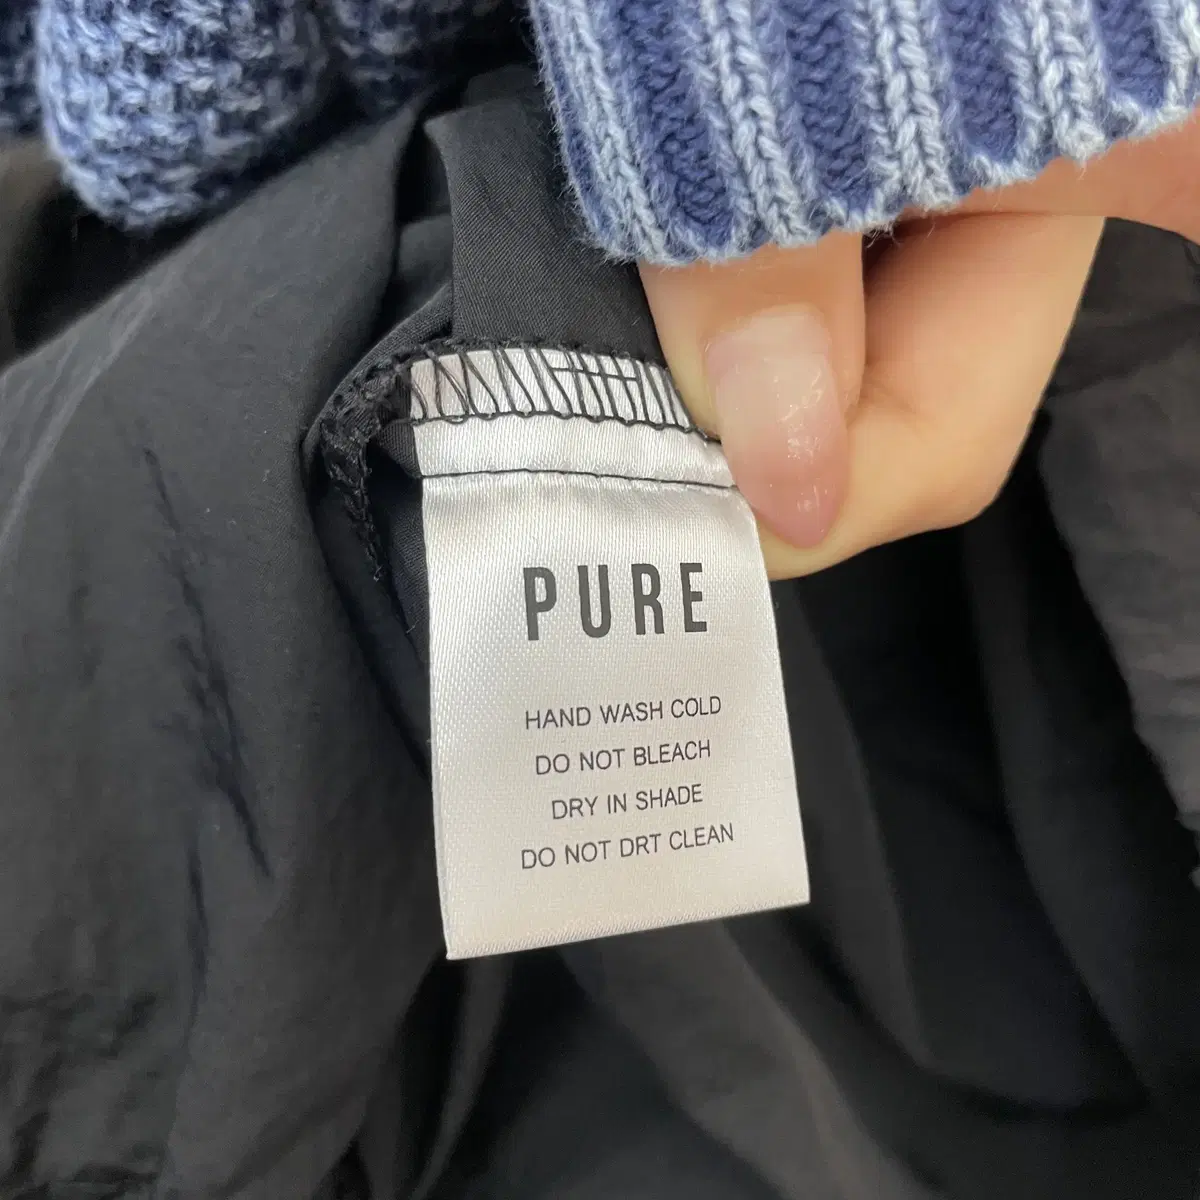 PURE
HAND WASH COLD
DO NOT BLEACH
DRY IN SHADE
DO NOT DRT CLEAN